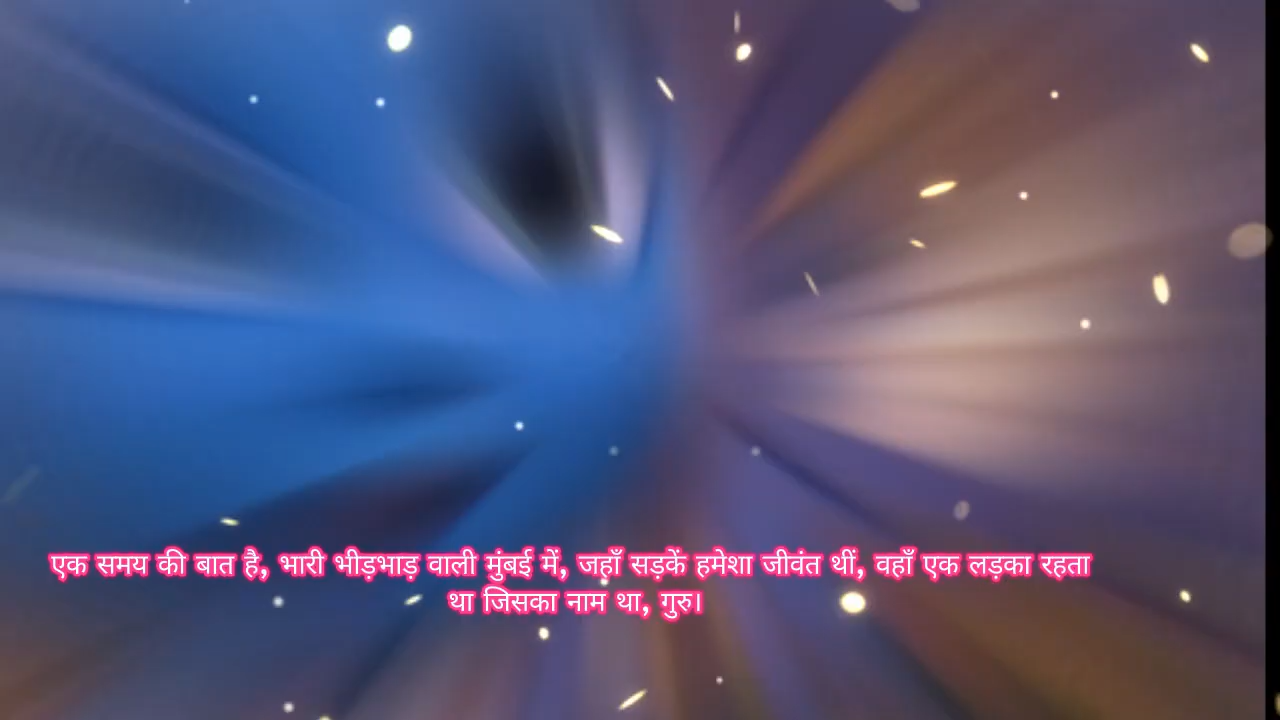 एक समय की बात है, भारी भीड़भाड़ वाली मुंबई में, जहाँ सड़कें हमेशा जीवंत थीं, वहाँ एक लड़का रहता
था जिसका नाम था, गुरु।